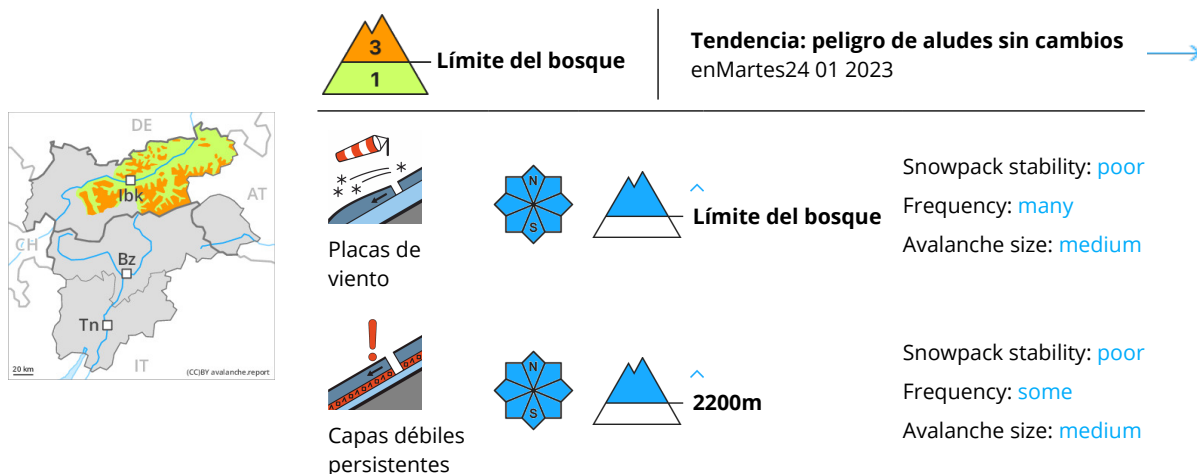 3
1
Límite del bosque
Tendencia: peligro de aludes sin cambios
enMartes24 01 2023
DE
AT
CH
IT
Ibk
Bz
Tn
20 km
(CC)BY avalanche.report
Placas de
viento
N
S
Límite del bosque
Snowpack stability: poor
Frequency: many
Avalanche size: medium
Capas débiles
persistentes
N
S
2200m
Snowpack stability: poor
Frequency: some
Avalanche size: medium